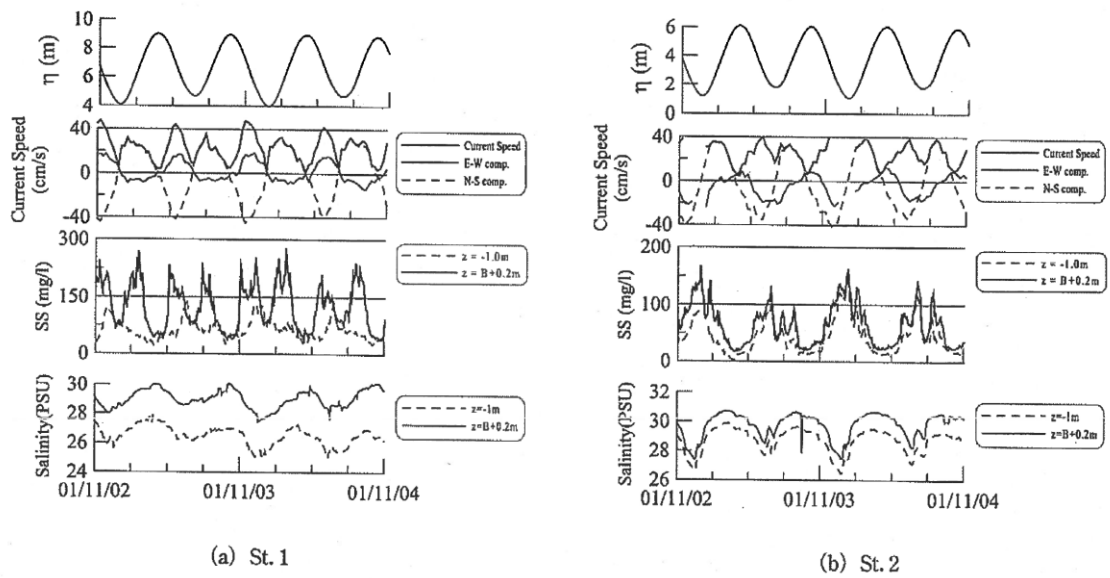 10
8
6
4
η (m)
40
0
-40
Current Speed
(cm/s)
Current Speed
E-W comp.
N-S comp.
300
150
0
SS (mg/l)
z = -1.0m
z = B+0.2m
30
28
26
24
Salinity(PSU)
z=-1m
z=B+0.2m
01/11/02 01/11/03 01/11/04
(a) St. 1
6
4
2
0
η (m)
40
0
-40
Current Speed
(cm/s)
Current Speed
E-W comp.
N-S comp.
200
100
0
SS (mg/l)
z = -1.0m
z = B+0.2m
32
30
28
26
Salinity(PSU)
z=-1m
z=B+0.2m
01/11/02 01/11/03 01/11/04
(b) St. 2